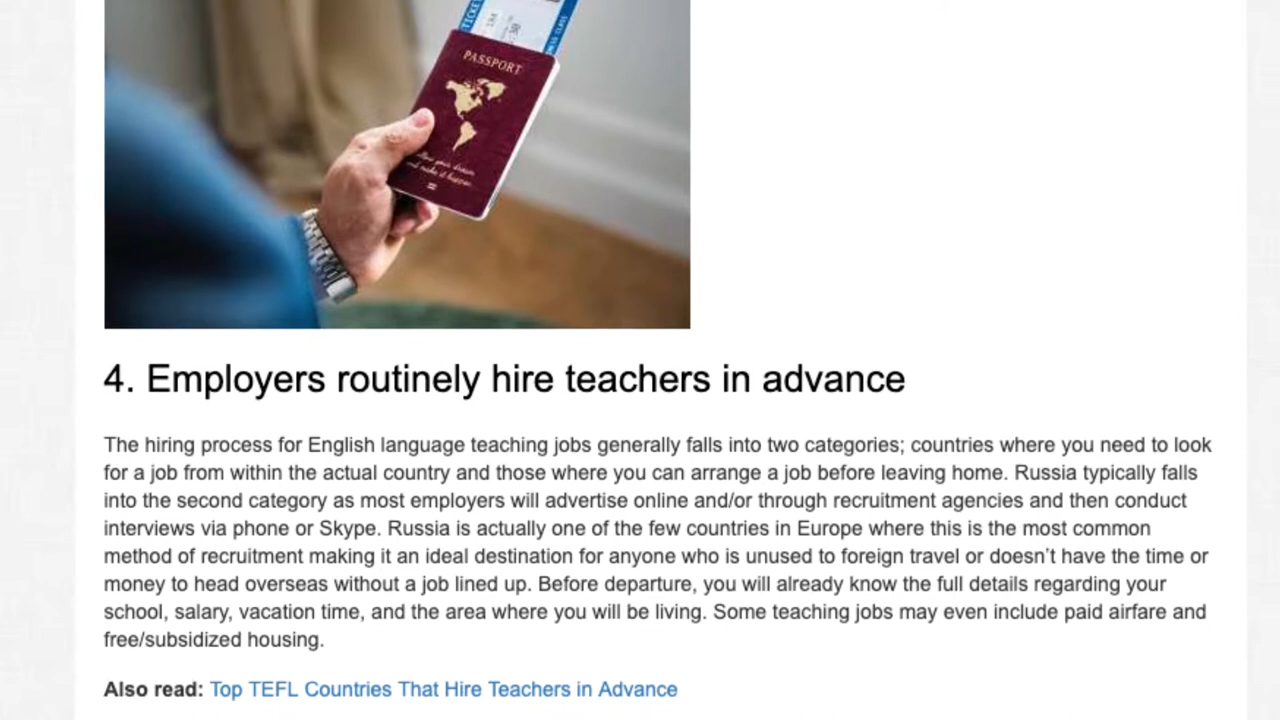 TICKE
PASSPORT
and make it happen
4. Employers routinely hire teachers in advance
The hiring process for English language teaching jobs generally falls into two categories; countries where you need to look
for a job from within the actual country and those where you can arrange a job before leaving home. Russia typically falls
into the second category as most employers will advertise online and/or through recruitment agencies and then conduct
interviews via phone or Skype. Russia is actually one of the few countries in Europe where this is the most common
method of recruitment making it an ideal destination for anyone who is unused to foreign travel or doesn’t have the time or
money to head overseas without a job lined up. Before departure, you will already know the full details regarding your
school, salary, vacation time, and the area where you will be living. Some teaching jobs may even include paid airfare and
free/subsidized housing.
Also read: Top TEFL Countries That Hire Teachers in Advance